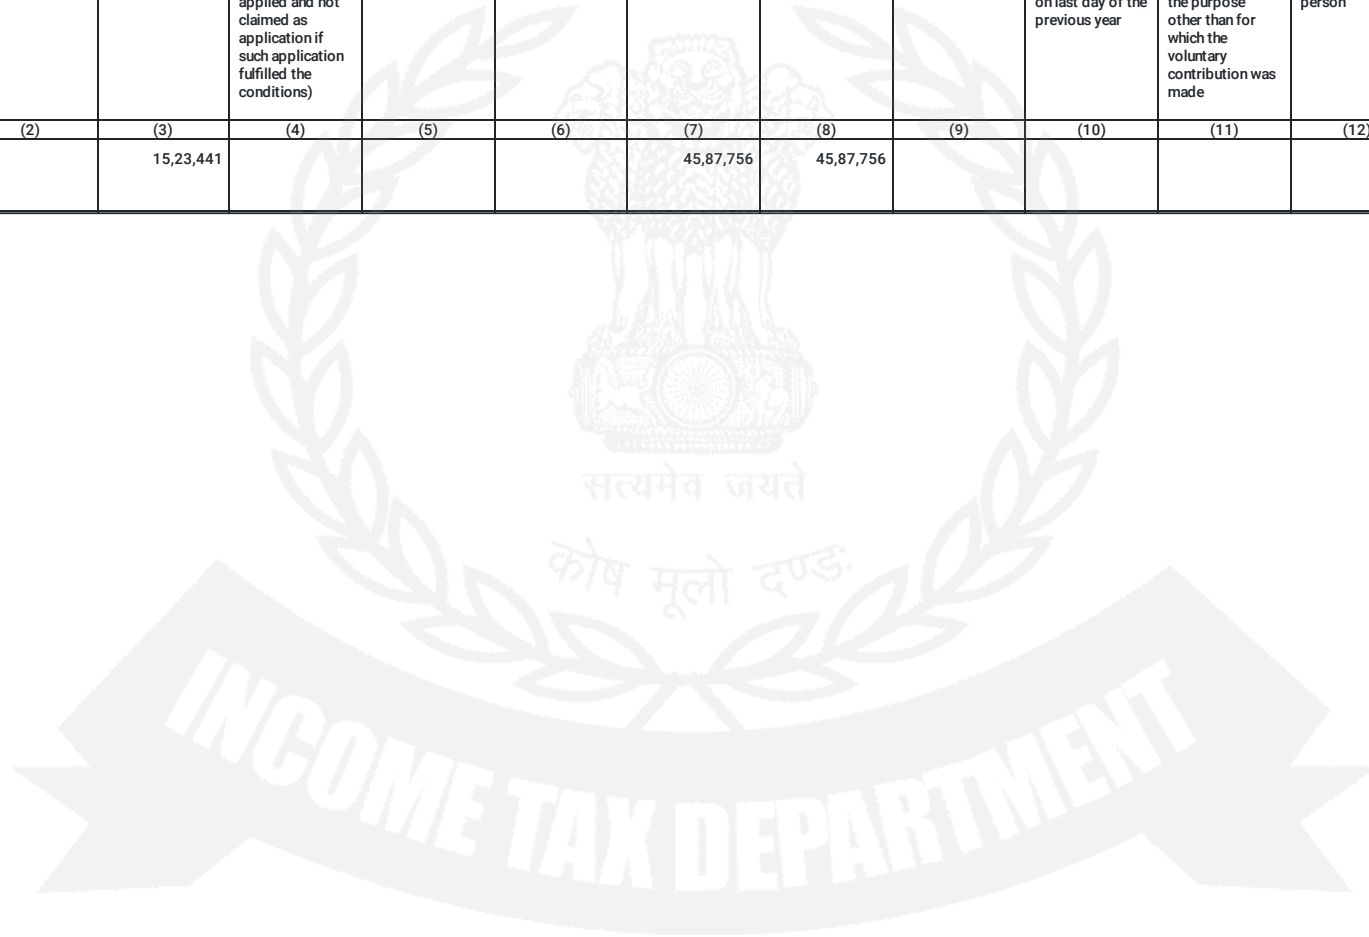 applied and not
claimed as
application if
such application
fulfilled the
conditions)
on last day of the
previous year
the purpose
other than for
which the
voluntary
contribution was
made
person
(2) (3) (4) (5) (6) (7) (8) (9) (10) (11) (12)
15,23,441 45,87,756 45,87,756
सत्यमेव जयते
कोष मूलो दण्डः
INCOME TAX DEPARTMENT